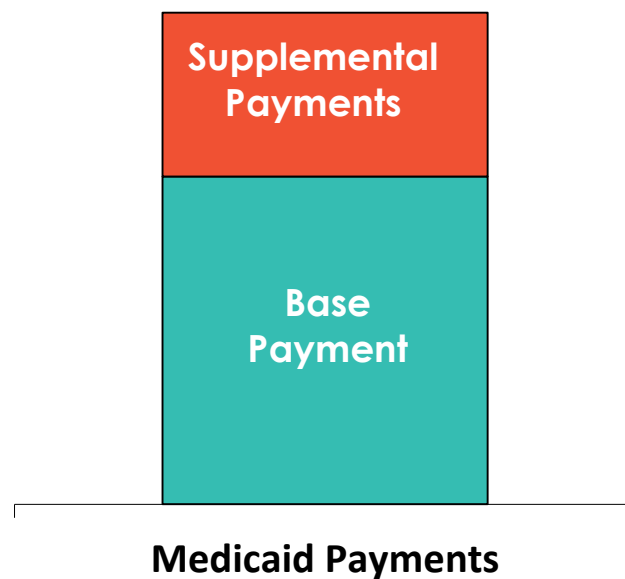 Supplemental
Payments
Base
Payment
Medicaid Payments